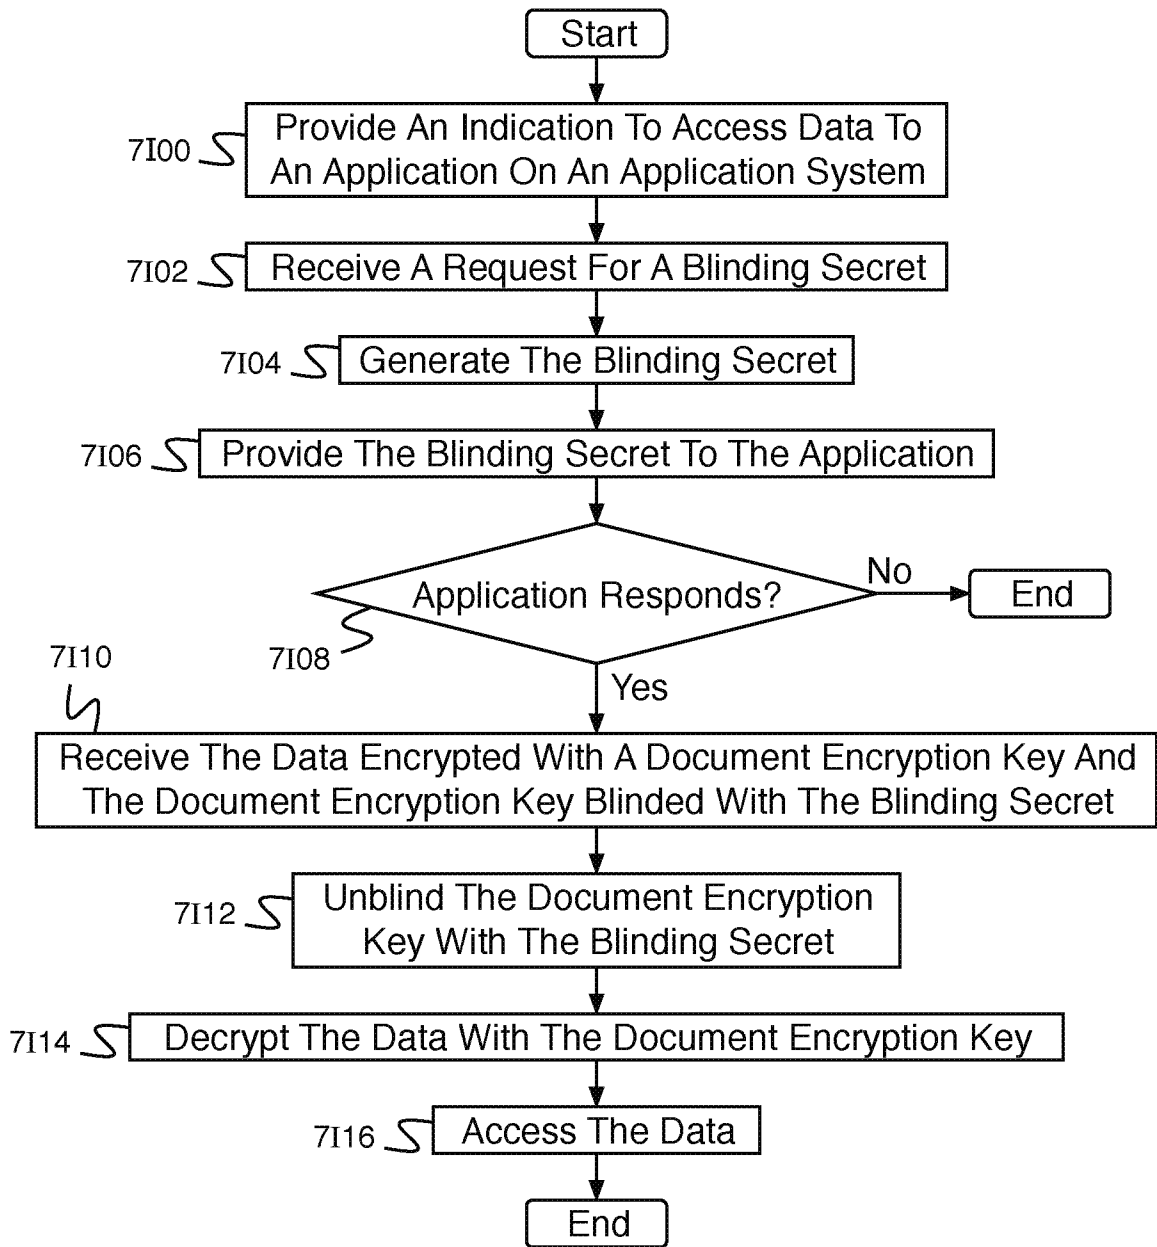 Start
7I00
Provide An Indication To Access Data To
An Application On An Application System
7I02
Receive A Request For A Blinding Secret
7I04
Generate The Blinding Secret
7I06
Provide The Blinding Secret To The Application
Application Responds?
No
End
7I08
Yes
7I10
Receive The Data Encrypted With A Document Encryption Key And
The Document Encryption Key Blinded With The Blinding Secret
7I12
Unblind The Document Encryption
Key With The Blinding Secret
7I14
Decrypt The Data With The Document Encryption Key
7I16
Access The Data
End